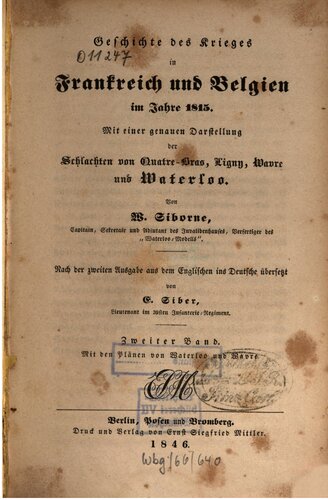 Geschichte des Krieges
011247
in
Frankreich und Belgien
im Jahre 1815.
Mit einer genauen Darstellung
der
Schlachten von Quatre-Bras, Ligny, Wavre
und Waterloo.
Von
W. Siborne,
Capitain, Sekretair und Adjutant des Invalidenhauses, Verfertiger des
„Waterloo-Modells".
Nach der zweiten Ausgabe aus dem Englischen ins Deutsche übersetzt
von
E. Siber,
Lieutenant im 39sten Infanterie-Regiment.
Zweiter Band.
Mit den Plänen von Waterloo und Wavre.
Berlin, Posen und Bromberg.
Druck und Verlag von Ernst Siegfried Mittler.
1846.
wbg/66/640